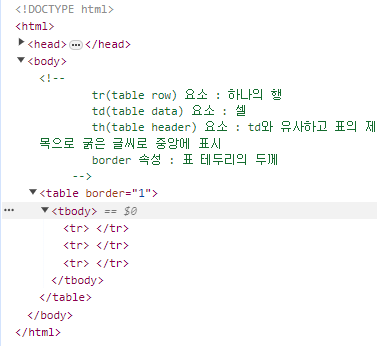 <!DOCTYPE html>
<html>
▶ <head> ⋯ </head>
▼ <body>
<!--
tr(table row) 요소 : 하나의 행
td(table data) 요소 : 셀
th(table header) 요소 : td와 유사하고 표의 제
목으로 굵은 글씨로 중앙에 표시
border 속성 : 표 테두리의 두께
-->
▼ <table border="1">
⋯ ▼ <tbody> == $0
<tr> </tr>
<tr> </tr>
<tr> </tr>
</tbody>
</table>
</body>
</html>